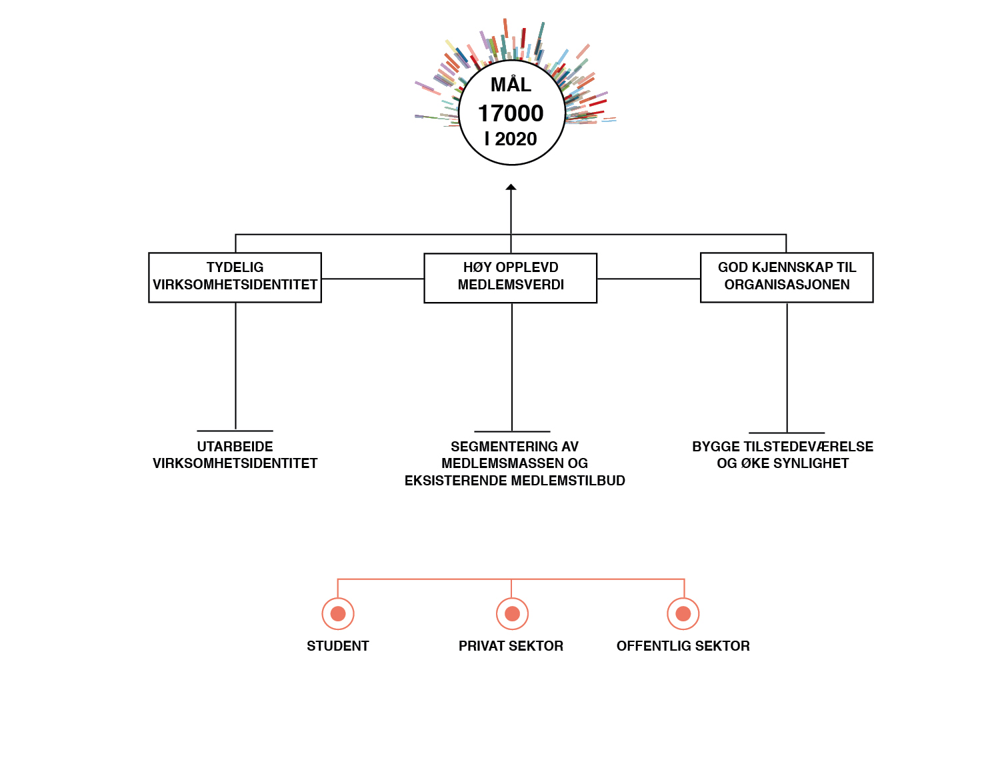 MÅL
17000
I 2020
TYDELIG
VIRKSOMHETSIDENTITET
HØY OPPLEVD
MEDLEMSVERDI
GOD KJENNSKAP TIL
ORGANISASJONEN
UTARBEIDE
VIRKSOMHETSIDENTITET
SEGMENTERING AV
MEDLEMSMASSEN OG
EKSISTERENDE MEDLEMSTILBUD
BYGGE TILSTEDEVÆRELSE
OG ØKE SYNLIGHET
STUDENT
PRIVAT SEKTOR
OFFENTLIG SEKTOR